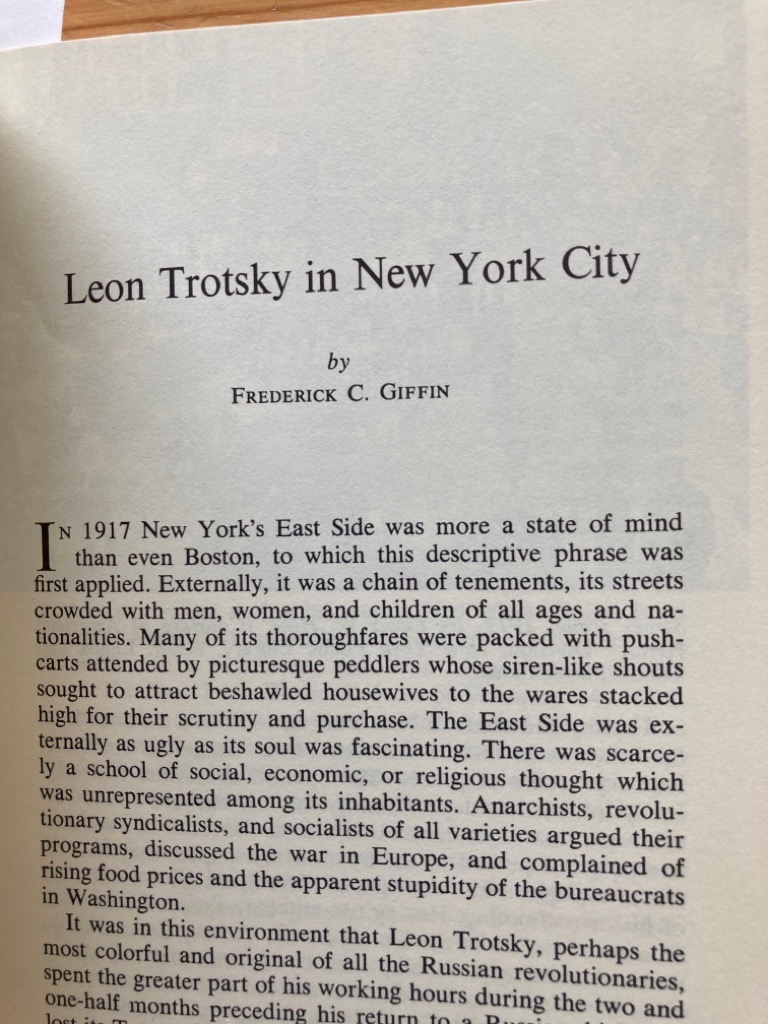 Leon Trotsky in New York City
by
FREDERICK C. GIFFIN
IN 1917 New York's East Side was more a state of mind
than even Boston, to which this descriptive phrase was
first applied. Externally, it was a chain of tenements, its streets
crowded with men, women, and children of all ages and na-
tionalities. Many of its thoroughfares were packed with push-
carts attended by picturesque peddlers whose siren-like shouts
sought to attract beshawled housewives to the wares stacked
high for their scrutiny and purchase. The East Side was ex-
ternally as ugly as its soul was fascinating. There was scarce-
ly a school of social, economic, or religious thought which
was unrepresented among its inhabitants. Anarchists, revolu-
tionary syndicalists, and socialists of all varieties argued their
programs, discussed the war in Europe, and complained of
rising food prices and the apparent stupidity of the bureaucrats
in Washington.
It was in this environment that Leon Trotsky, perhaps the
most colorful and original of all the Russian revolutionaries,
spent the greater part of his working hours during the two and
one-half months preceding his return to a
lost its